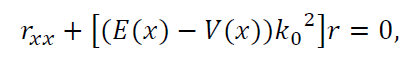 r_{xx} + [(E(x) − V(x))k_0^2]r = 0,